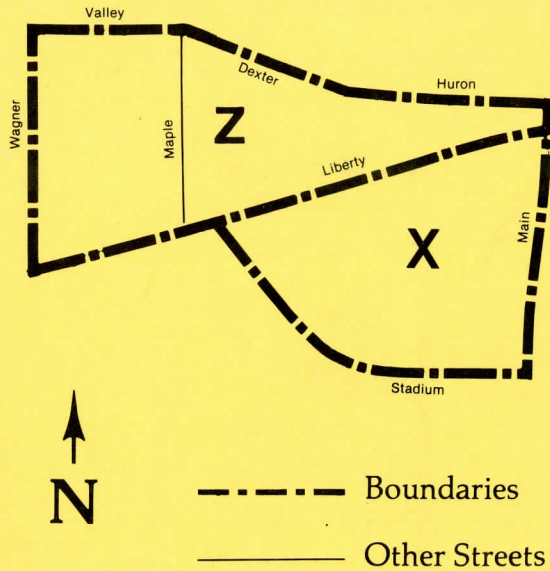 Valley
Wagner
Maple
Dexter
Huron
Z
Liberty
Main
X
Stadium
N
Boundaries
Other Streets